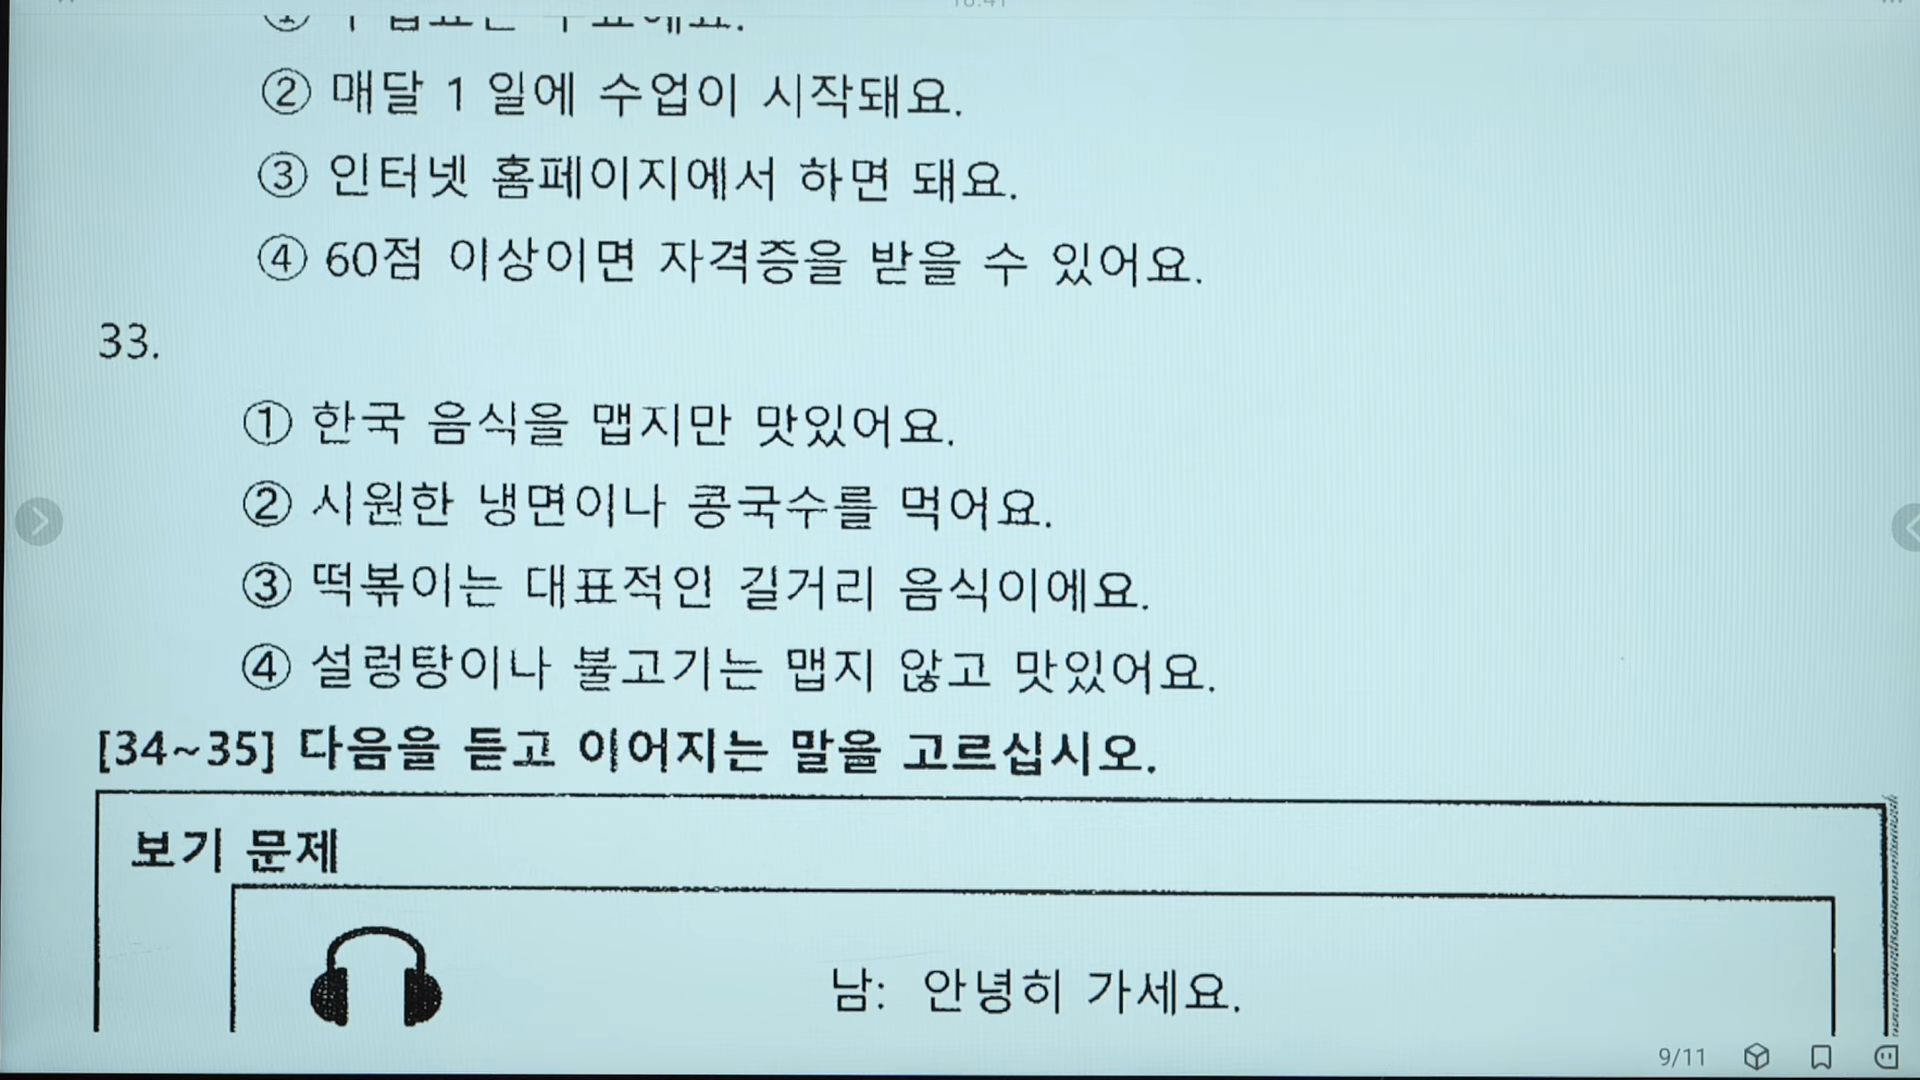 ② 매달 1 일에 수업이 시작돼요.
③ 인터넷 홈페이지에서 하면 돼요.
④ 60점 이상이면 자격증을 받을 수 있어요.
33.
① 한국 음식을 맵지만 맛있어요.
② 시원한 냉면이나 콩국수를 먹어요.
③ 떡볶이는 대표적인 길거리 음식이에요.
④ 설렁탕이나 불고기는 맵지 않고 맛있어요.
[34~35] 다음을 듣고 이어지는 말을 고르십시오.
보기 문제
남: 안녕히 가세요.
9/11